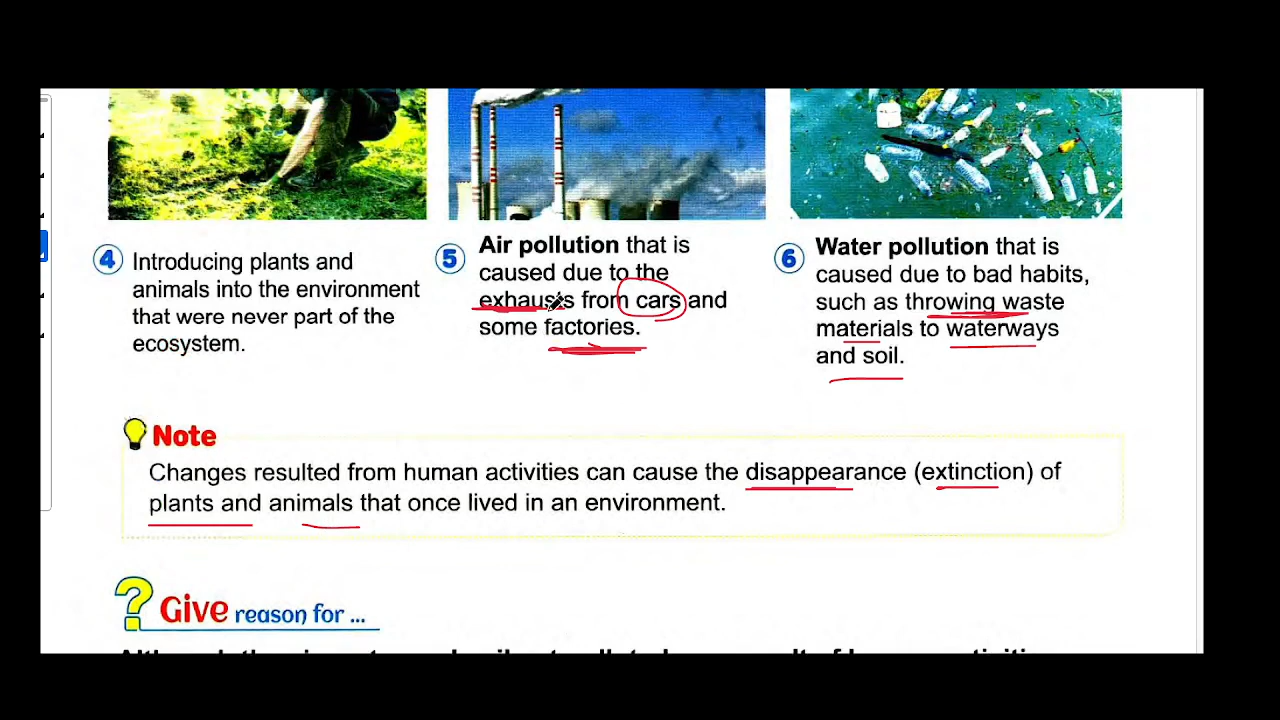 4 Introducing plants and
animals into the environment
that were never part of the
ecosystem.
5 Air pollution that is
caused due to the
exhausts from cars and
some factories.
6 Water pollution that is
caused due to bad habits,
such as throwing waste
materials to waterways
and soil.
Note
Changes resulted from human activities can cause the disappearance (extinction) of
plants and animals that once lived in an environment.
? Give reason for ...